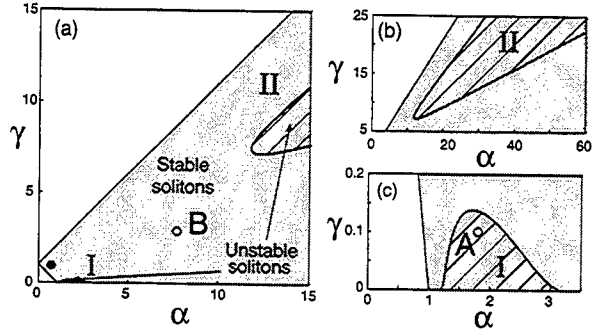 (a)
15
10
5
0
0
5
10
15
γ
α
II
Stable
solitons
B
I
Unstable
solitons
(b)
25
15
5
0
20
40
60
γ
α
II
(c)
0.2
0.1
0
0
1
2
3
γ
α
A
I